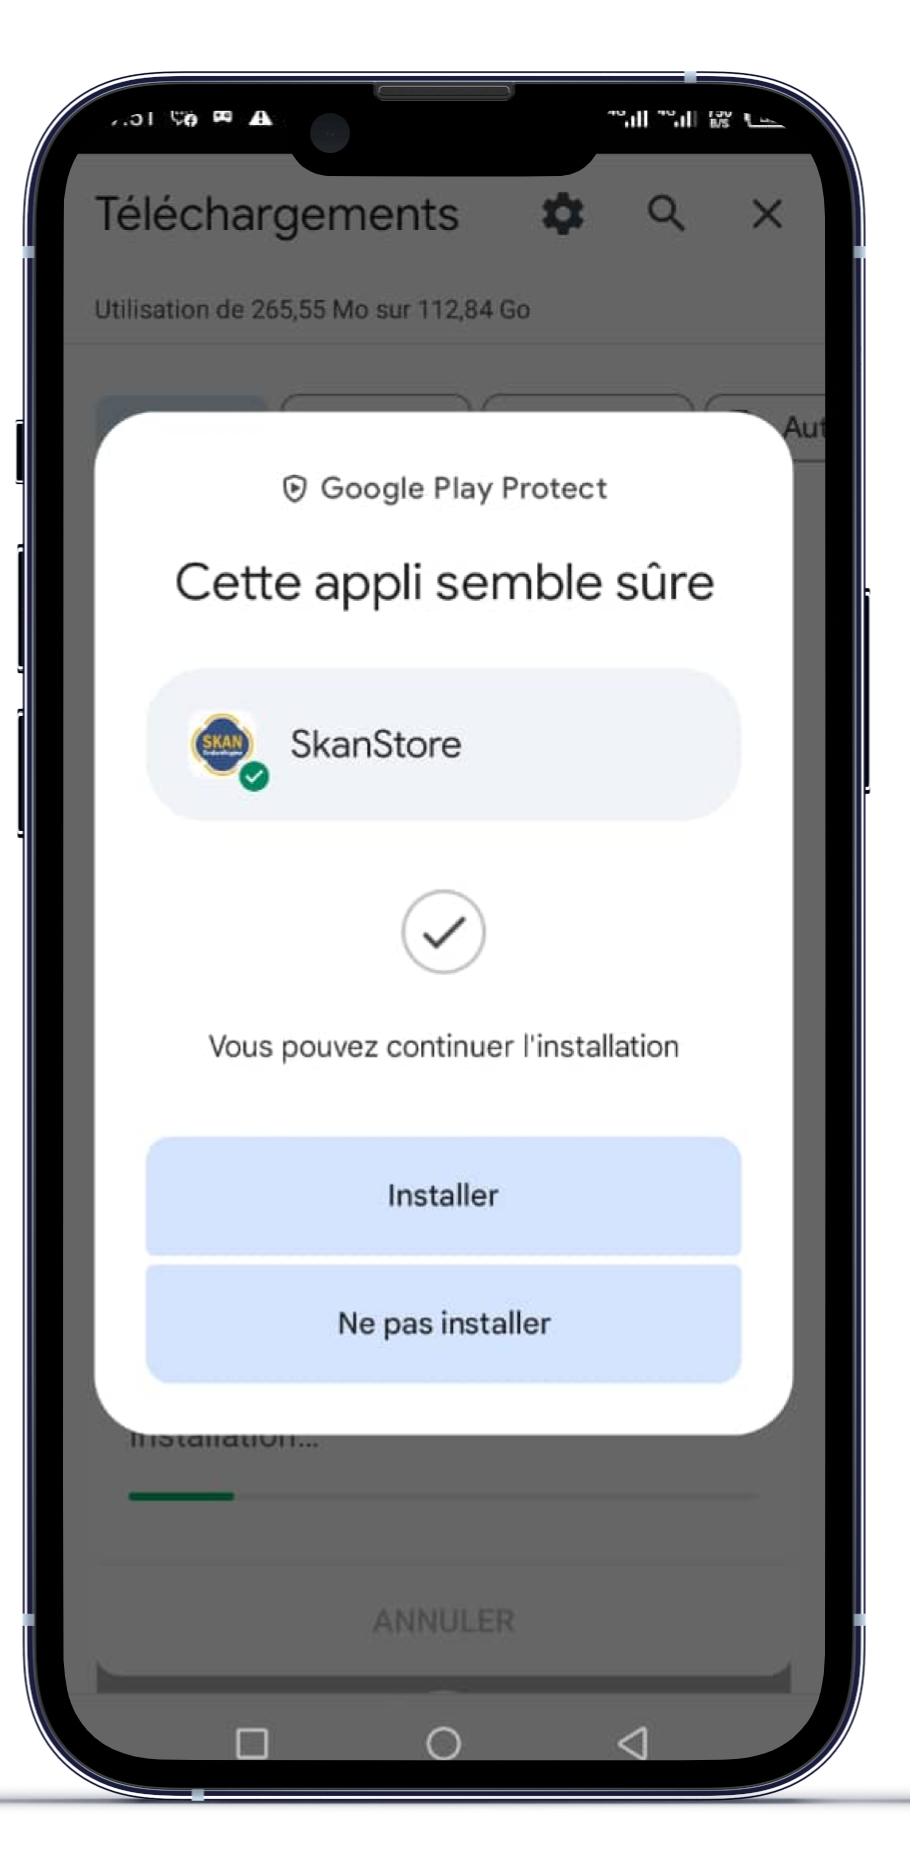 Téléchargements
Utilisation de 265,55 Mo sur 112,84 Go
Aut
Google Play Protect
Cette appli semble sûre
SKAN
SkanStore
Vous pouvez continuer l'installation
Installer
Ne pas installer
Installation...
ANNULER